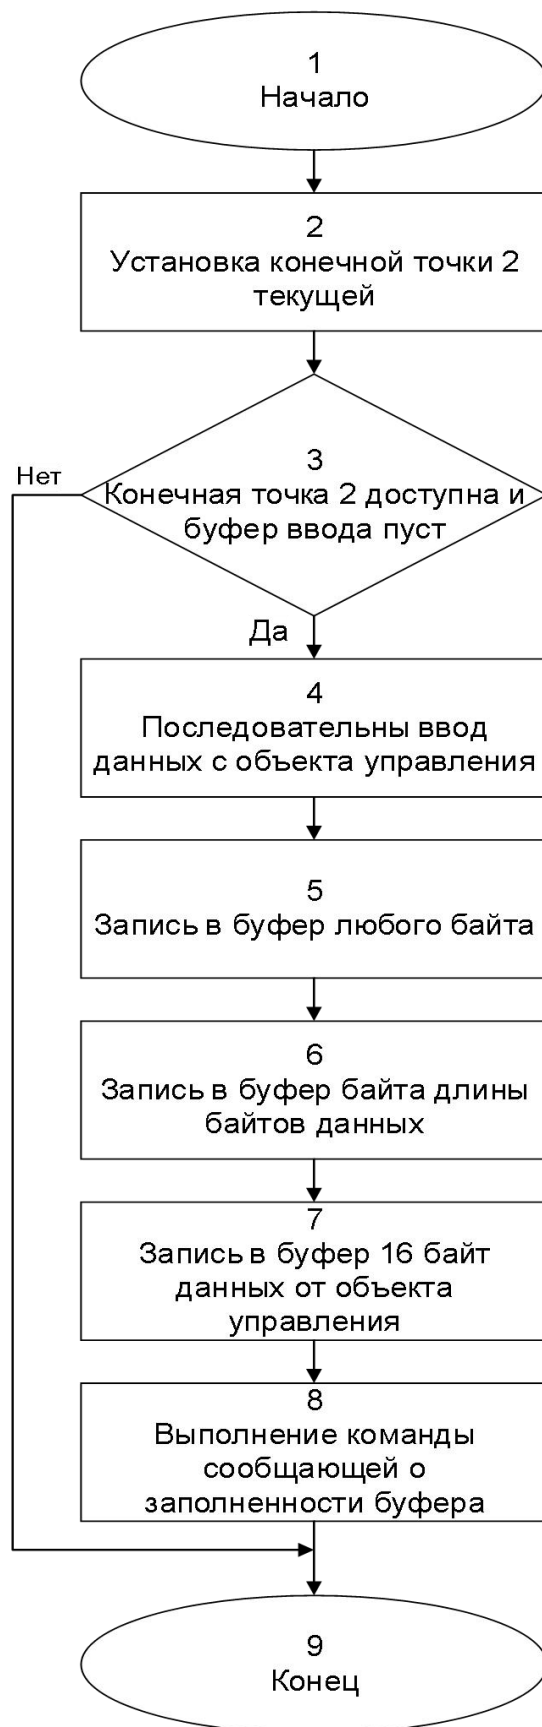 1
Начало
2
Установка конечной точки 2
текущей
3
Нет
Конечная точка 2 доступна и
буфер ввода пуст
Да
4
Последовательны ввод
данных с объекта управления
5
Запись в буфер любого байта
6
Запись в буфер байта длины
байтов данных
7
Запись в буфер 16 байт
данных от объекта
управления
8
Выполнение команды
сообщающей о
заполненности буфера
9
Конец